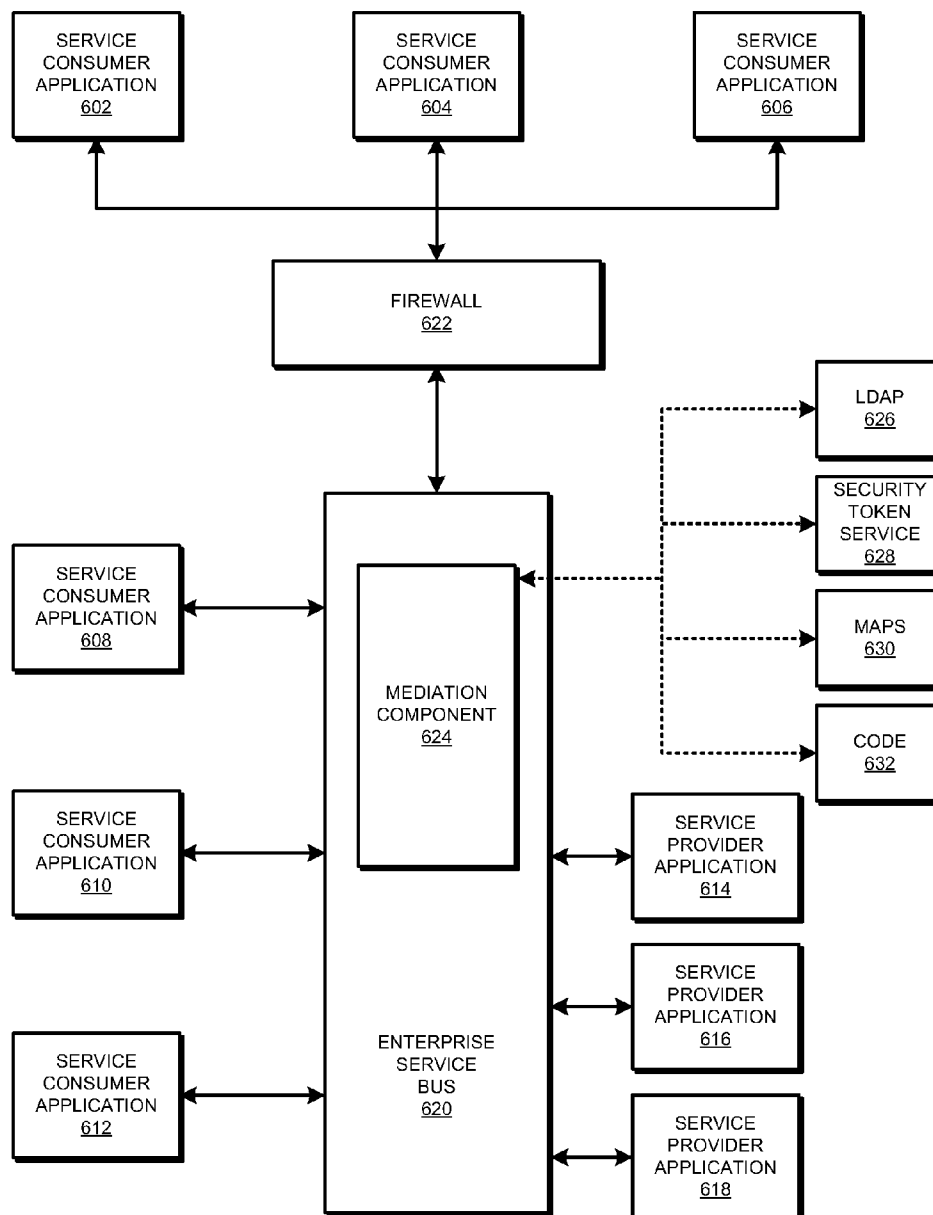 SERVICE
CONSUMER
APPLICATION
602
SERVICE
CONSUMER
APPLICATION
604
SERVICE
CONSUMER
APPLICATION
606
FIREWALL
622
LDAP
626
SECURITY
TOKEN
SERVICE
628
MAPS
630
CODE
632
SERVICE
CONSUMER
APPLICATION
608
MEDIATION
COMPONENT
624
SERVICE
CONSUMER
APPLICATION
610
SERVICE
PROVIDER
APPLICATION
614
SERVICE
PROVIDER
APPLICATION
616
SERVICE
CONSUMER
APPLICATION
612
ENTERPRISE
SERVICE
BUS
620
SERVICE
PROVIDER
APPLICATION
618